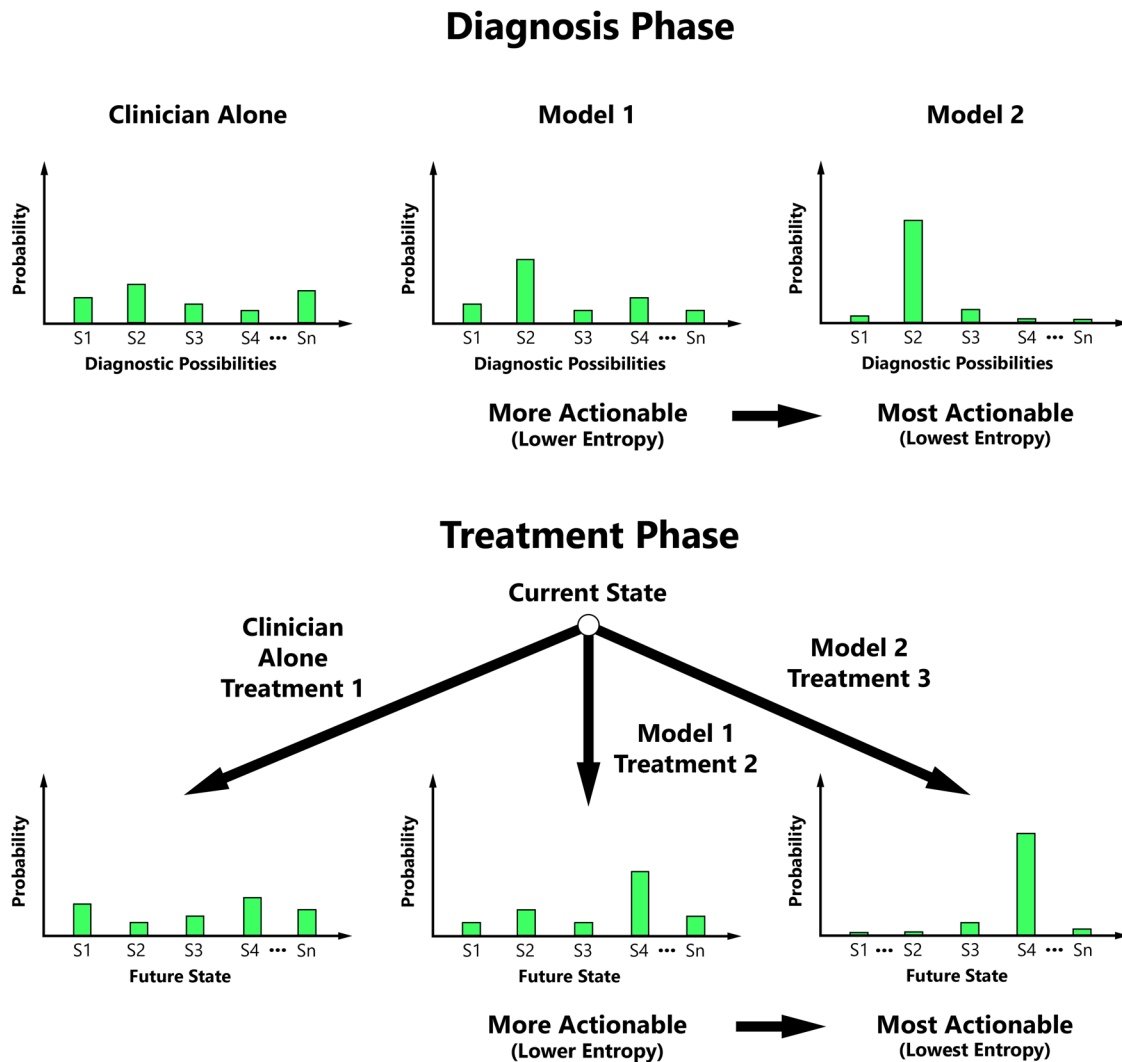 Diagnosis Phase
Clinician Alone
Model 1
Model 2
Probability
S1 S2 S3 S4 ••• Sn
Diagnostic Possibilities
Probability
S1 S2 S3 S4 ••• Sn
Diagnostic Possibilities
Probability
S1 S2 S3 S4 ••• Sn
Diagnostic Possibilities
More Actionable
(Lower Entropy)
Most Actionable
(Lowest Entropy)
Treatment Phase
Current State
Clinician
Alone
Treatment 1
Model 1
Treatment 2
Model 2
Treatment 3
Probability
S1 S2 S3 S4 ••• Sn
Future State
Probability
S1 S2 S3 S4 ••• Sn
Future State
Probability
S1 ••• S2 S3 S4 ••• Sn
Future State
More Actionable
(Lower Entropy)
Most Actionable
(Lowest Entropy)